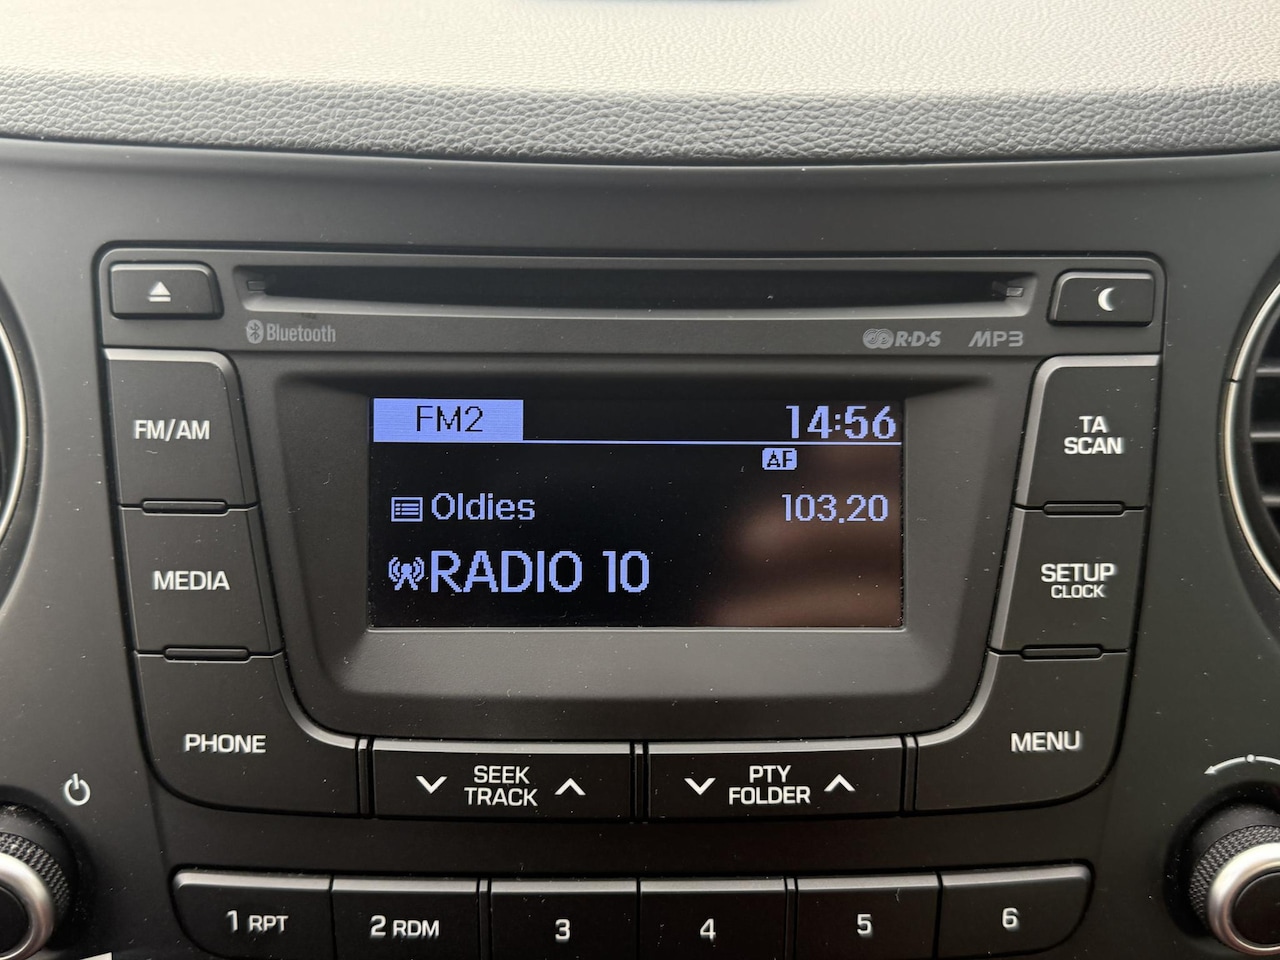 Bluetooth
R·D·S MP3
FM/AM
FM2 14:56
TA
SCAN
AF
Oldies 103.20
RADIO 10
MEDIA
SETUP
CLOCK
PHONE
MENU
SEEK
TRACK
PTY
FOLDER
1 RPT
2 RDM
3
4
5
6